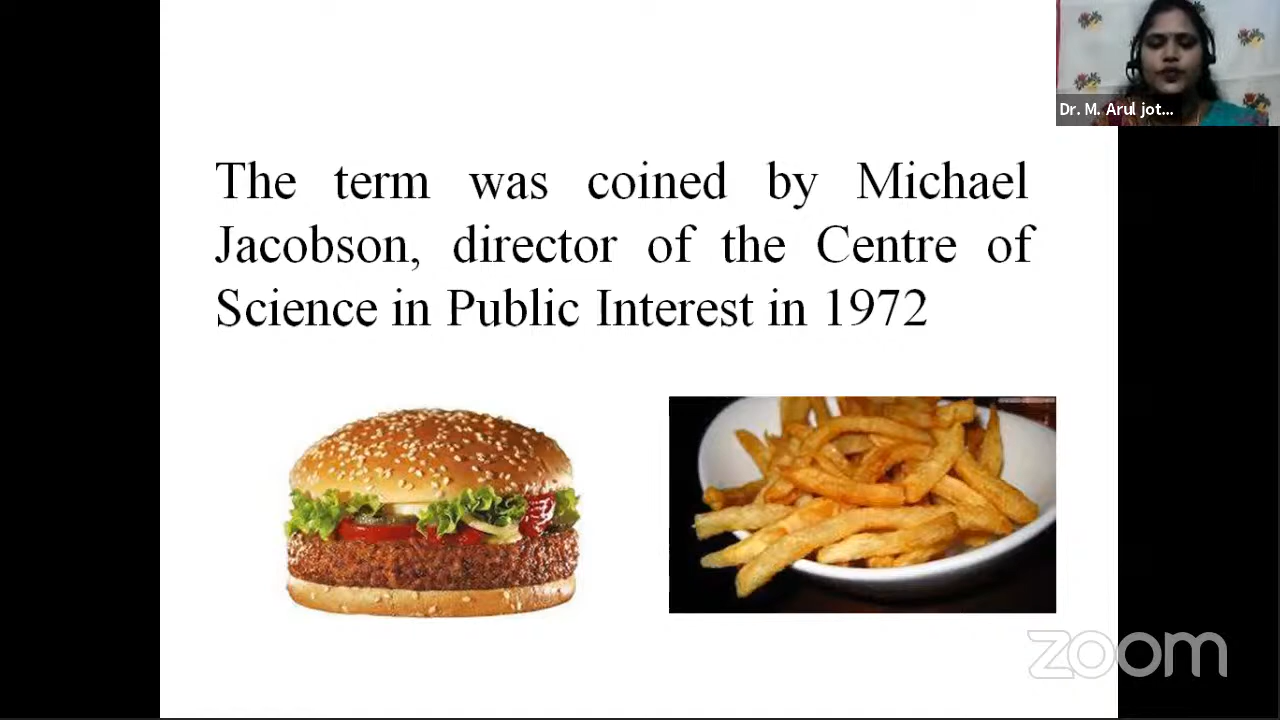 Dr. M. Arul jot...
The term was coined by Michael
Jacobson, director of the Centre of
Science in Public Interest in 1972
zoom